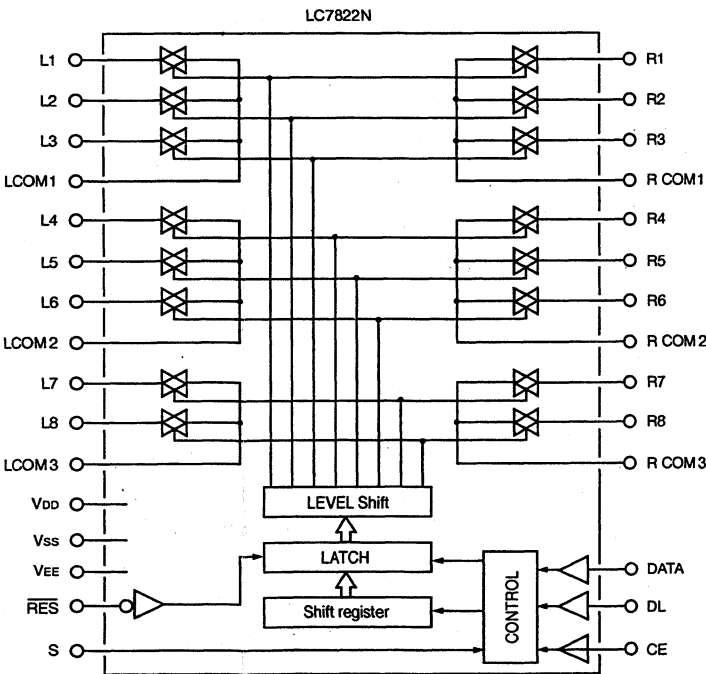 LC7822N
L1
R1
L2
R2
L3
R3
LCOM1
R COM1
L4
R4
L5
R5
L6
R6
LCOM2
R COM2
L7
R7
L8
R8
LCOM3
R COM3
LEVEL Shift
VDD
VSS
LATCH
VEE
DATA
RES
Shift register
CONTROL
DL
S
CE